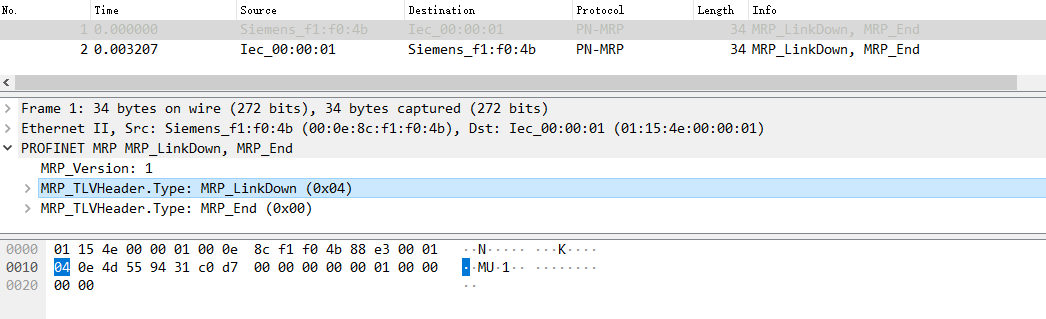 No. Time Source Destination Protocol Length Info
1 0.000000 Siemens_f1:f0:4b Iec_00:00:01 PN-MRP 34 MRP_LinkDown, MRP_End
2 0.003207 Iec_00:00:01 Siemens_f1:f0:4b PN-MRP 34 MRP_LinkDown, MRP_End
Frame 1: 34 bytes on wire (272 bits), 34 bytes captured (272 bits)
Ethernet II, Src: Siemens_f1:f0:4b (00:0e:8c:f1:f0:4b), Dst: Iec_00:00:01 (01:15:4e:00:00:01)
PROFINET MRP MRP_LinkDown, MRP_End
MRP_Version: 1
MRP_TLVHeader.Type: MRP_LinkDown (0x04)
MRP_TLVHeader.Type: MRP_End (0x00)
0000 01 15 4e 00 00 01 00 0e 8c f1 f0 4b 88 e3 00 01 ··N····· ···K····
0010 04 0e 4d 55 94 31 c0 d7 00 00 00 00 00 01 00 00 ··MU·1·· ········
0020 00 00 ··